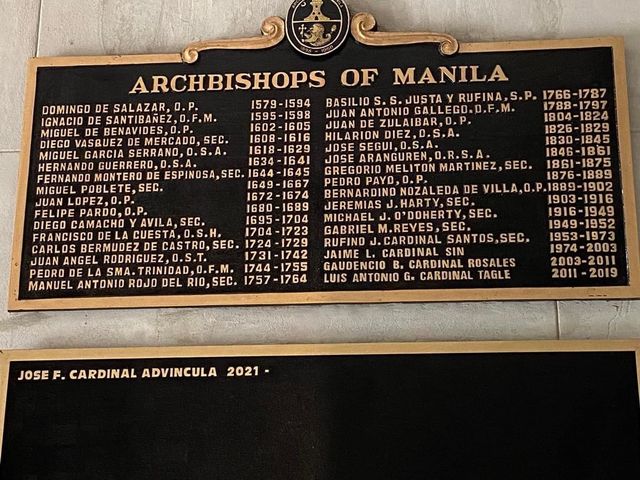 ARCHBISHOPS OF MANILA
DOMINGO DE SALAZAR, O.P. 1579-1594
IGNACIO DE SANTIBAÑEZ, O.F.M. 1595-1598
MIGUEL DE BENAVIDES, O.P. 1602-1605
DIEGO VASQUEZ DE MERCADO, SEC. 1608-1616
MIGUEL GARCIA SERRANO, O.S.A. 1618-1629
HERNANDO GUERRERO, O.S.A. 1634-1641
FERNANDO MONTERO DE ESPINOSA, SEC. 1644-1645
MIGUEL POBLETE, SEC. 1649-1667
JUAN LOPEZ, O.P. 1672-1674
FELIPE PARDO, O.P. 1680-1689
DIEGO CAMACHO Y AVILA, SEC. 1695-1704
FRANCISCO DE LA CUESTA, O.S.H. 1704-1723
CARLOS BERMUDEZ DE CASTRO, SEC. 1724-1729
JUAN ANGEL RODRIGUEZ, O.S.T. 1731-1742
PEDRO DE LA SMA. TRINIDAD, O.F.M. 1744-1755
MANUEL ANTONIO ROJO DEL RIO, SEC. 1757-1764
BASILIO S. S. JUSTA Y RUFINA, S.P. 1766-1787
JUAN ANTONIO GALLEGO, O.F.M. 1788-1797
JUAN DE ZULAIBAR, O.P. 1804-1824
HILARION DIEZ, O.S.A. 1826-1829
JOSE SEGUI, O.S.A. 1830-1845
JOSE ARANGUREN, O.R.S.A. 1846-1861
GREGORIO MELITON MARTINEZ, SEC. 1861-1875
PEDRO PAYO, O.P. 1876-1889
BERNARDINO NOZALEDA DE VILLA, O.P. 1889-1902
JEREMIAS J. HARTY, SEC. 1903-1916
MICHAEL J. O'DOHERTY, SEC. 1916-1949
GABRIEL M. REYES, SEC. 1949-1952
RUFINO J. CARDINAL SANTOS, SEC. 1953-1973
JAIME L. CARDINAL SIN 1974-2003
GAUDENCIO B. CARDINAL ROSALES 2003-2011
LUIS ANTONIO G. CARDINAL TAGLE 2011-2019
JOSE F. CARDINAL ADVINCULA 2021 -